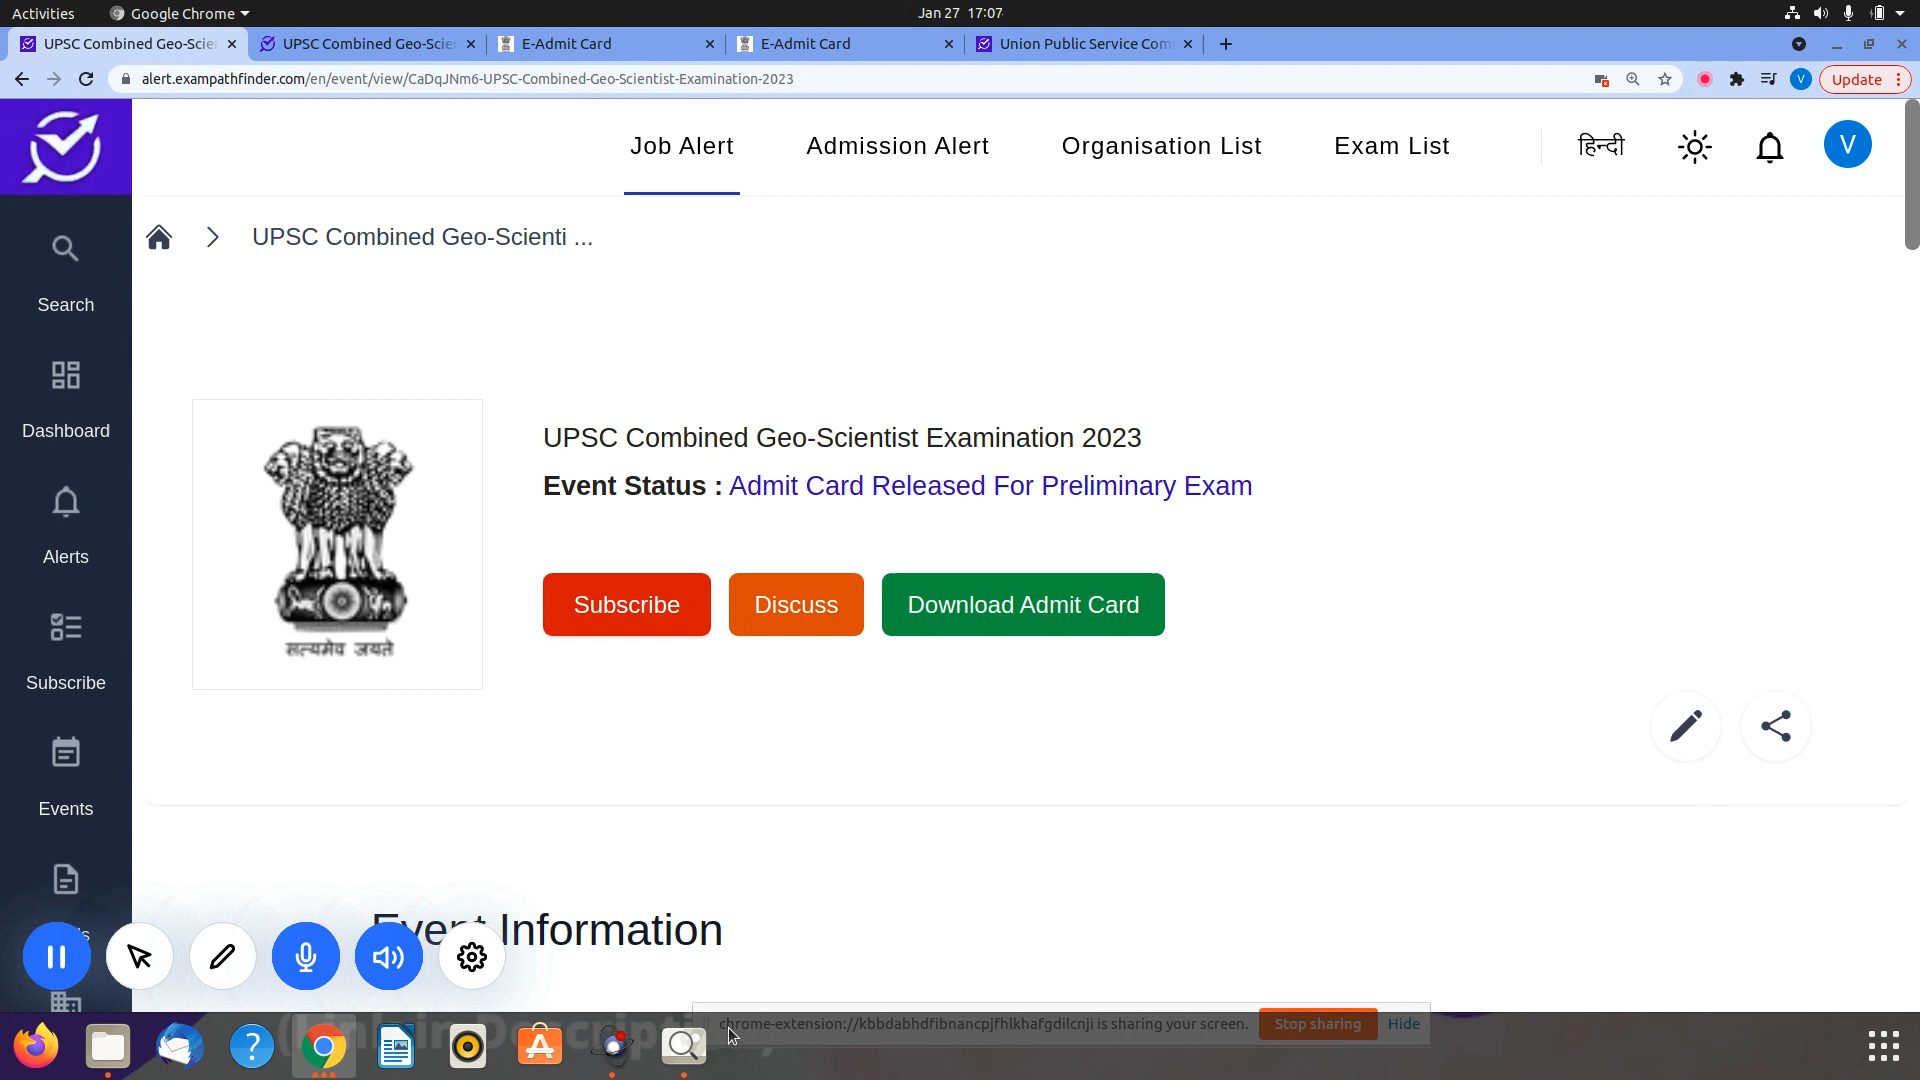 Activities
Google Chrome
Jan 27 17:07
UPSC Combined Geo-Scien
UPSC Combined Geo-Scie
E-Admit Card
E-Admit Card
Union Public Service Com
alert.exampathfinder.com/en/event/view/CaDqJNm6-UPSC-Combined-Geo-Scientist-Examination-2023
V
Update
Job Alert
Admission Alert
Organisation List
Exam List
हिन्दी
V
UPSC Combined Geo-Scienti ...
Search
Dashboard
Alerts
Subscribe
Events
सत्यमेव जयते
UPSC Combined Geo-Scientist Examination 2023
Event Status : Admit Card Released For Preliminary Exam
Subscribe
Discuss
Download Admit Card
Event Information
chrome-extension://kbbdabhdfibnancpjfhlkhafgdilcnji is sharing your screen.
Stop sharing
Hide